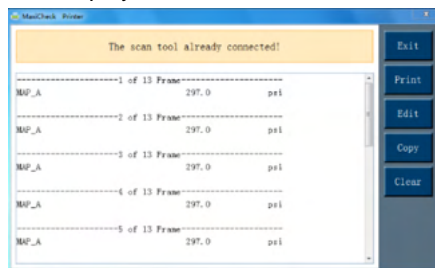 MaxiCheck Printer
The scan tool already connected!
--------------------1 of 13 Frame--------------------
MAP_A 297.0 psi
--------------------2 of 13 Frame--------------------
MAP_A 297.0 psi
--------------------3 of 13 Frame--------------------
MAP_A 297.0 psi
--------------------4 of 13 Frame--------------------
MAP_A 297.0 psi
--------------------5 of 13 Frame--------------------
MAP_A 297.0 psi
Exit
Print
Edit
Copy
Clear